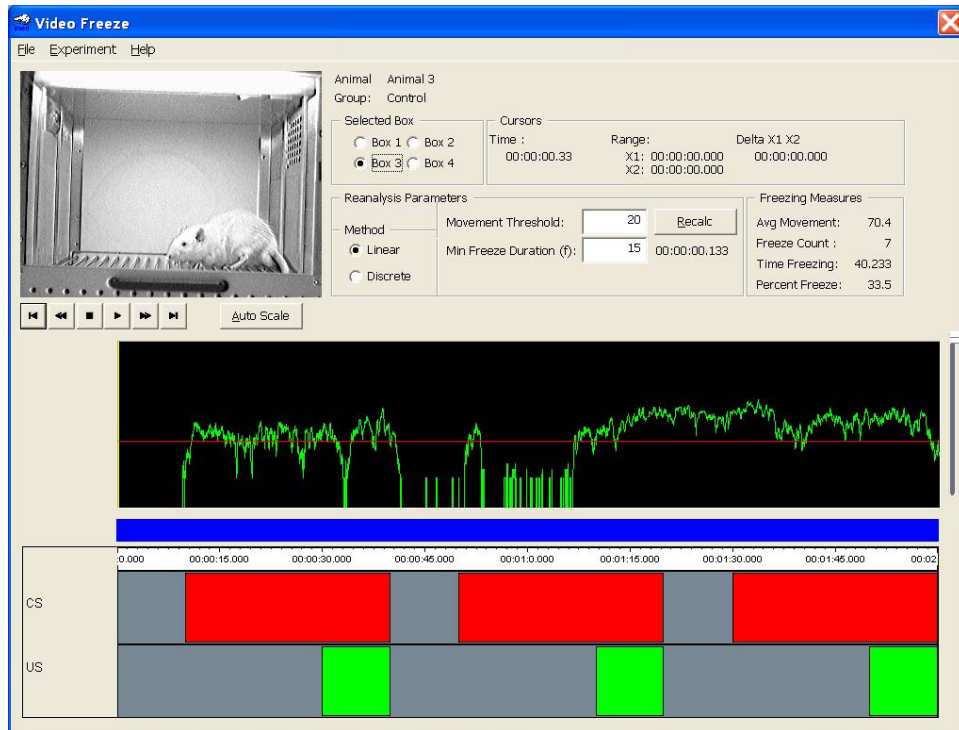 Video Freeze
File Experiment Help
Animal Animal 3
Group: Control
Selected Box
Box 1 Box 2
Box 3 Box 4
Cursors
Time : Range: Delta X1 X2
00:00:00.33 X1: 00:00:00.000 00:00:00.000
X2: 00:00:00.000
Reanalysis Parameters
Method
Linear
Discrete
Movement Threshold: 20 Recalc
Min Freeze Duration (f): 15 00:00:00.133
Freezing Measures
Avg Movement: 70.4
Freeze Count : 7
Time Freezing: 40.233
Percent Freeze: 33.5
Auto Scale
:0.000 00:00:15.000 00:00:30.000 00:00:45.000 00:01:0.000 00:01:15.000 00:01:30.000 00:01:45.000 00:02
CS
US